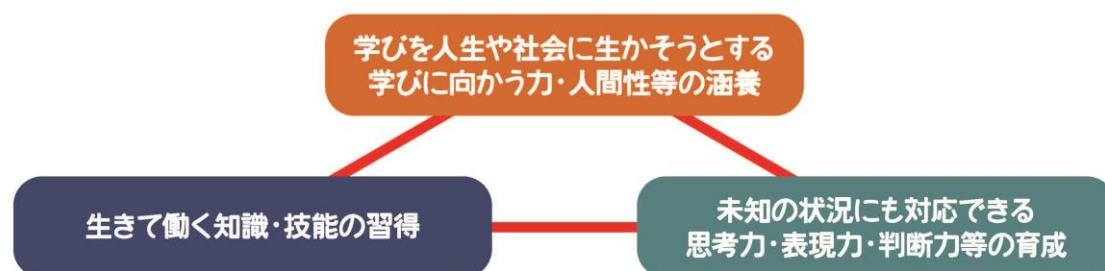 学びを人生や社会に生かそうとする
学びに向かう力・人間性等の涵養
生きて働く知識・技能の習得
未知の状況にも対応できる
思考力・表現力・判断力等の育成